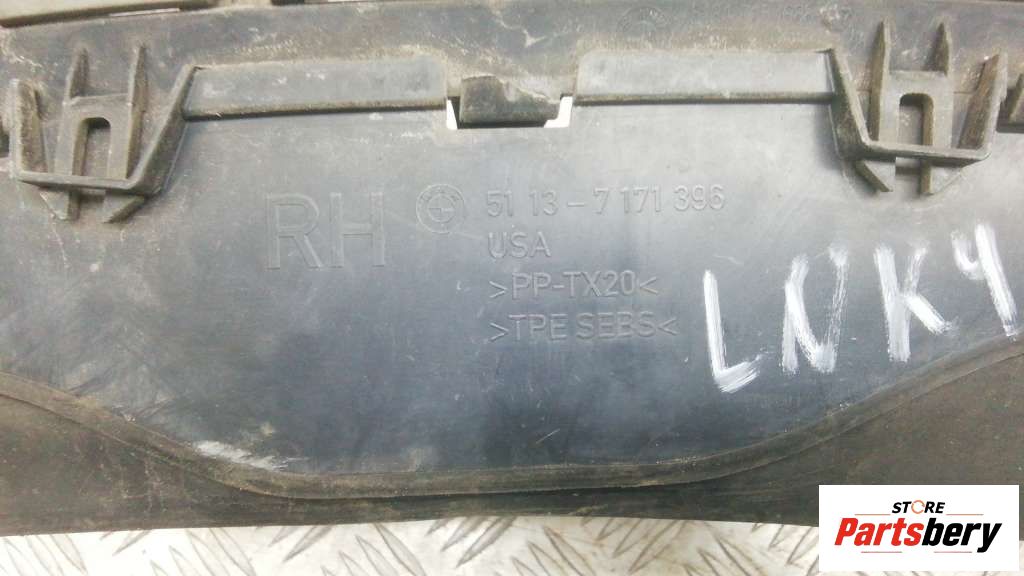 RH
51 13-7 171 396
USA
>PP-TX20<
>TPE SEBS<
LNK4
STORE
Partsbery